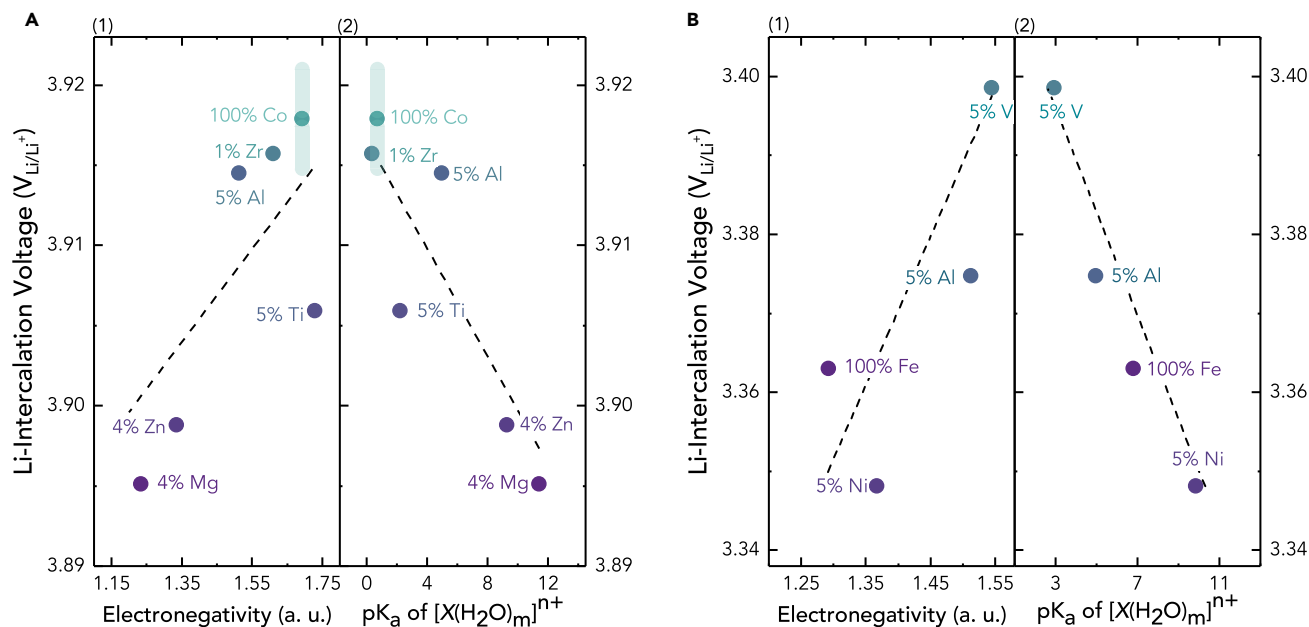 A
(1)
(2)
Li-Intercalation Voltage (V_Li/Li⁺)
3.92
3.91
3.90
3.89
100% Co
1% Zr
5% Al
5% Ti
4% Zn
4% Mg
1.15 1.35 1.55 1.75
Electronegativity (a. u.)
100% Co
1% Zr
5% Al
5% Ti
4% Zn
4% Mg
3.92
3.91
3.90
3.89
0 4 8 12
pKₐ of [X(H₂O)ₘ]ⁿ⁺
B
(1)
(2)
Li-Intercalation Voltage (V_Li/Li⁺)
3.40
3.38
3.36
3.34
5% V
5% Al
100% Fe
5% Ni
1.25 1.35 1.45 1.55
Electronegativity (a. u.)
5% V
5% Al
100% Fe
5% Ni
3.40
3.38
3.36
3.34
3 7 11
pKₐ of [X(H₂O)ₘ]ⁿ⁺